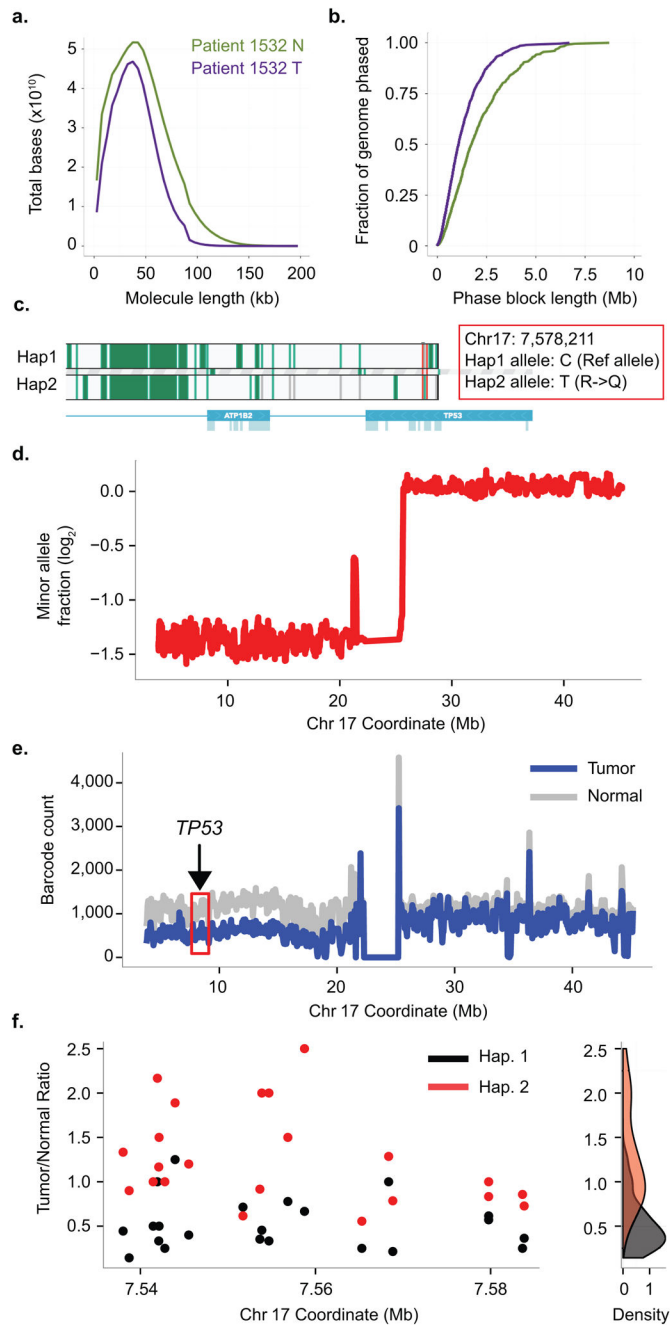 a.
Patient 1532 N
Patient 1532 T
Total bases (x10¹⁰)
5
4
3
2
1
0
0
50
100
150
200
Molecule length (kb)
b.
Fraction of genome phased
1.00
0.75
0.5
0.25
0
0
2.5
5.0
7.5
10
Phase block length (Mb)
c.
Hap1
Hap2
ATP1B2
TP53
Chr17: 7,578,211
Hap1 allele: C (Ref allele)
Hap2 allele: T (R->Q)
d.
Minor allele
fraction (log₂)
0.0
−0.5
−1.0
−1.5
10
20
30
40
Chr 17 Coordinate (Mb)
e.
Barcode count
4,000
3,000
2,000
1,000
0
TP53
Tumor
Normal
10
20
30
40
Chr 17 Coordinate (Mb)
f.
Tumor/Normal Ratio
2.5
2.0
1.5
1.0
0.5
Hap. 1
Hap. 2
7.54
7.56
7.58
Chr 17 Coordinate (Mb)
2.5
2.0
1.5
1.0
0.5
0
1
Density